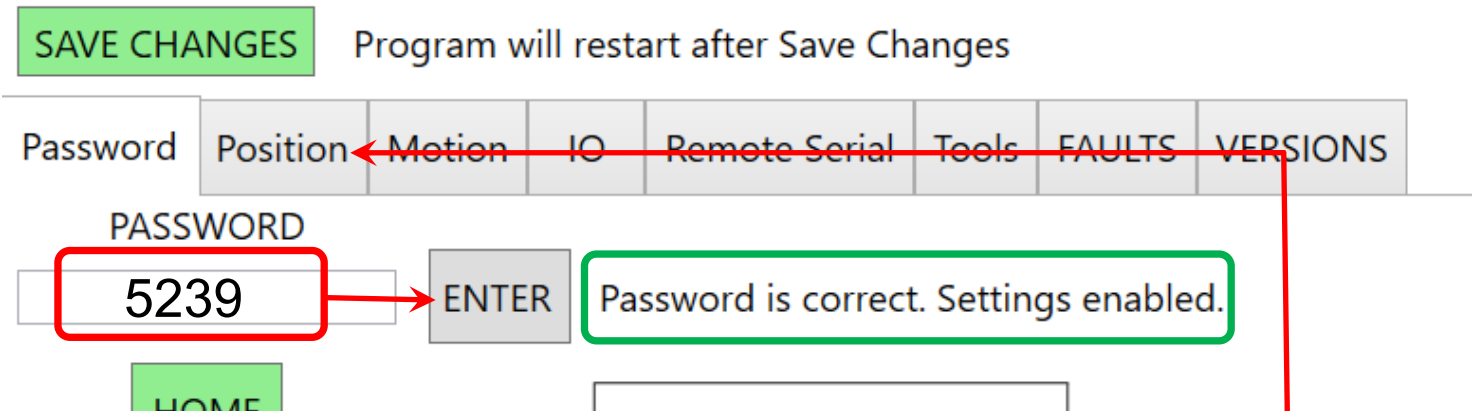 SAVE CHANGES Program will restart after Save Changes
Password Position Motion IO Remote Serial Tools FAULTS VERSIONS
PASSWORD
5239 ENTER Password is correct. Settings enabled.
HOME